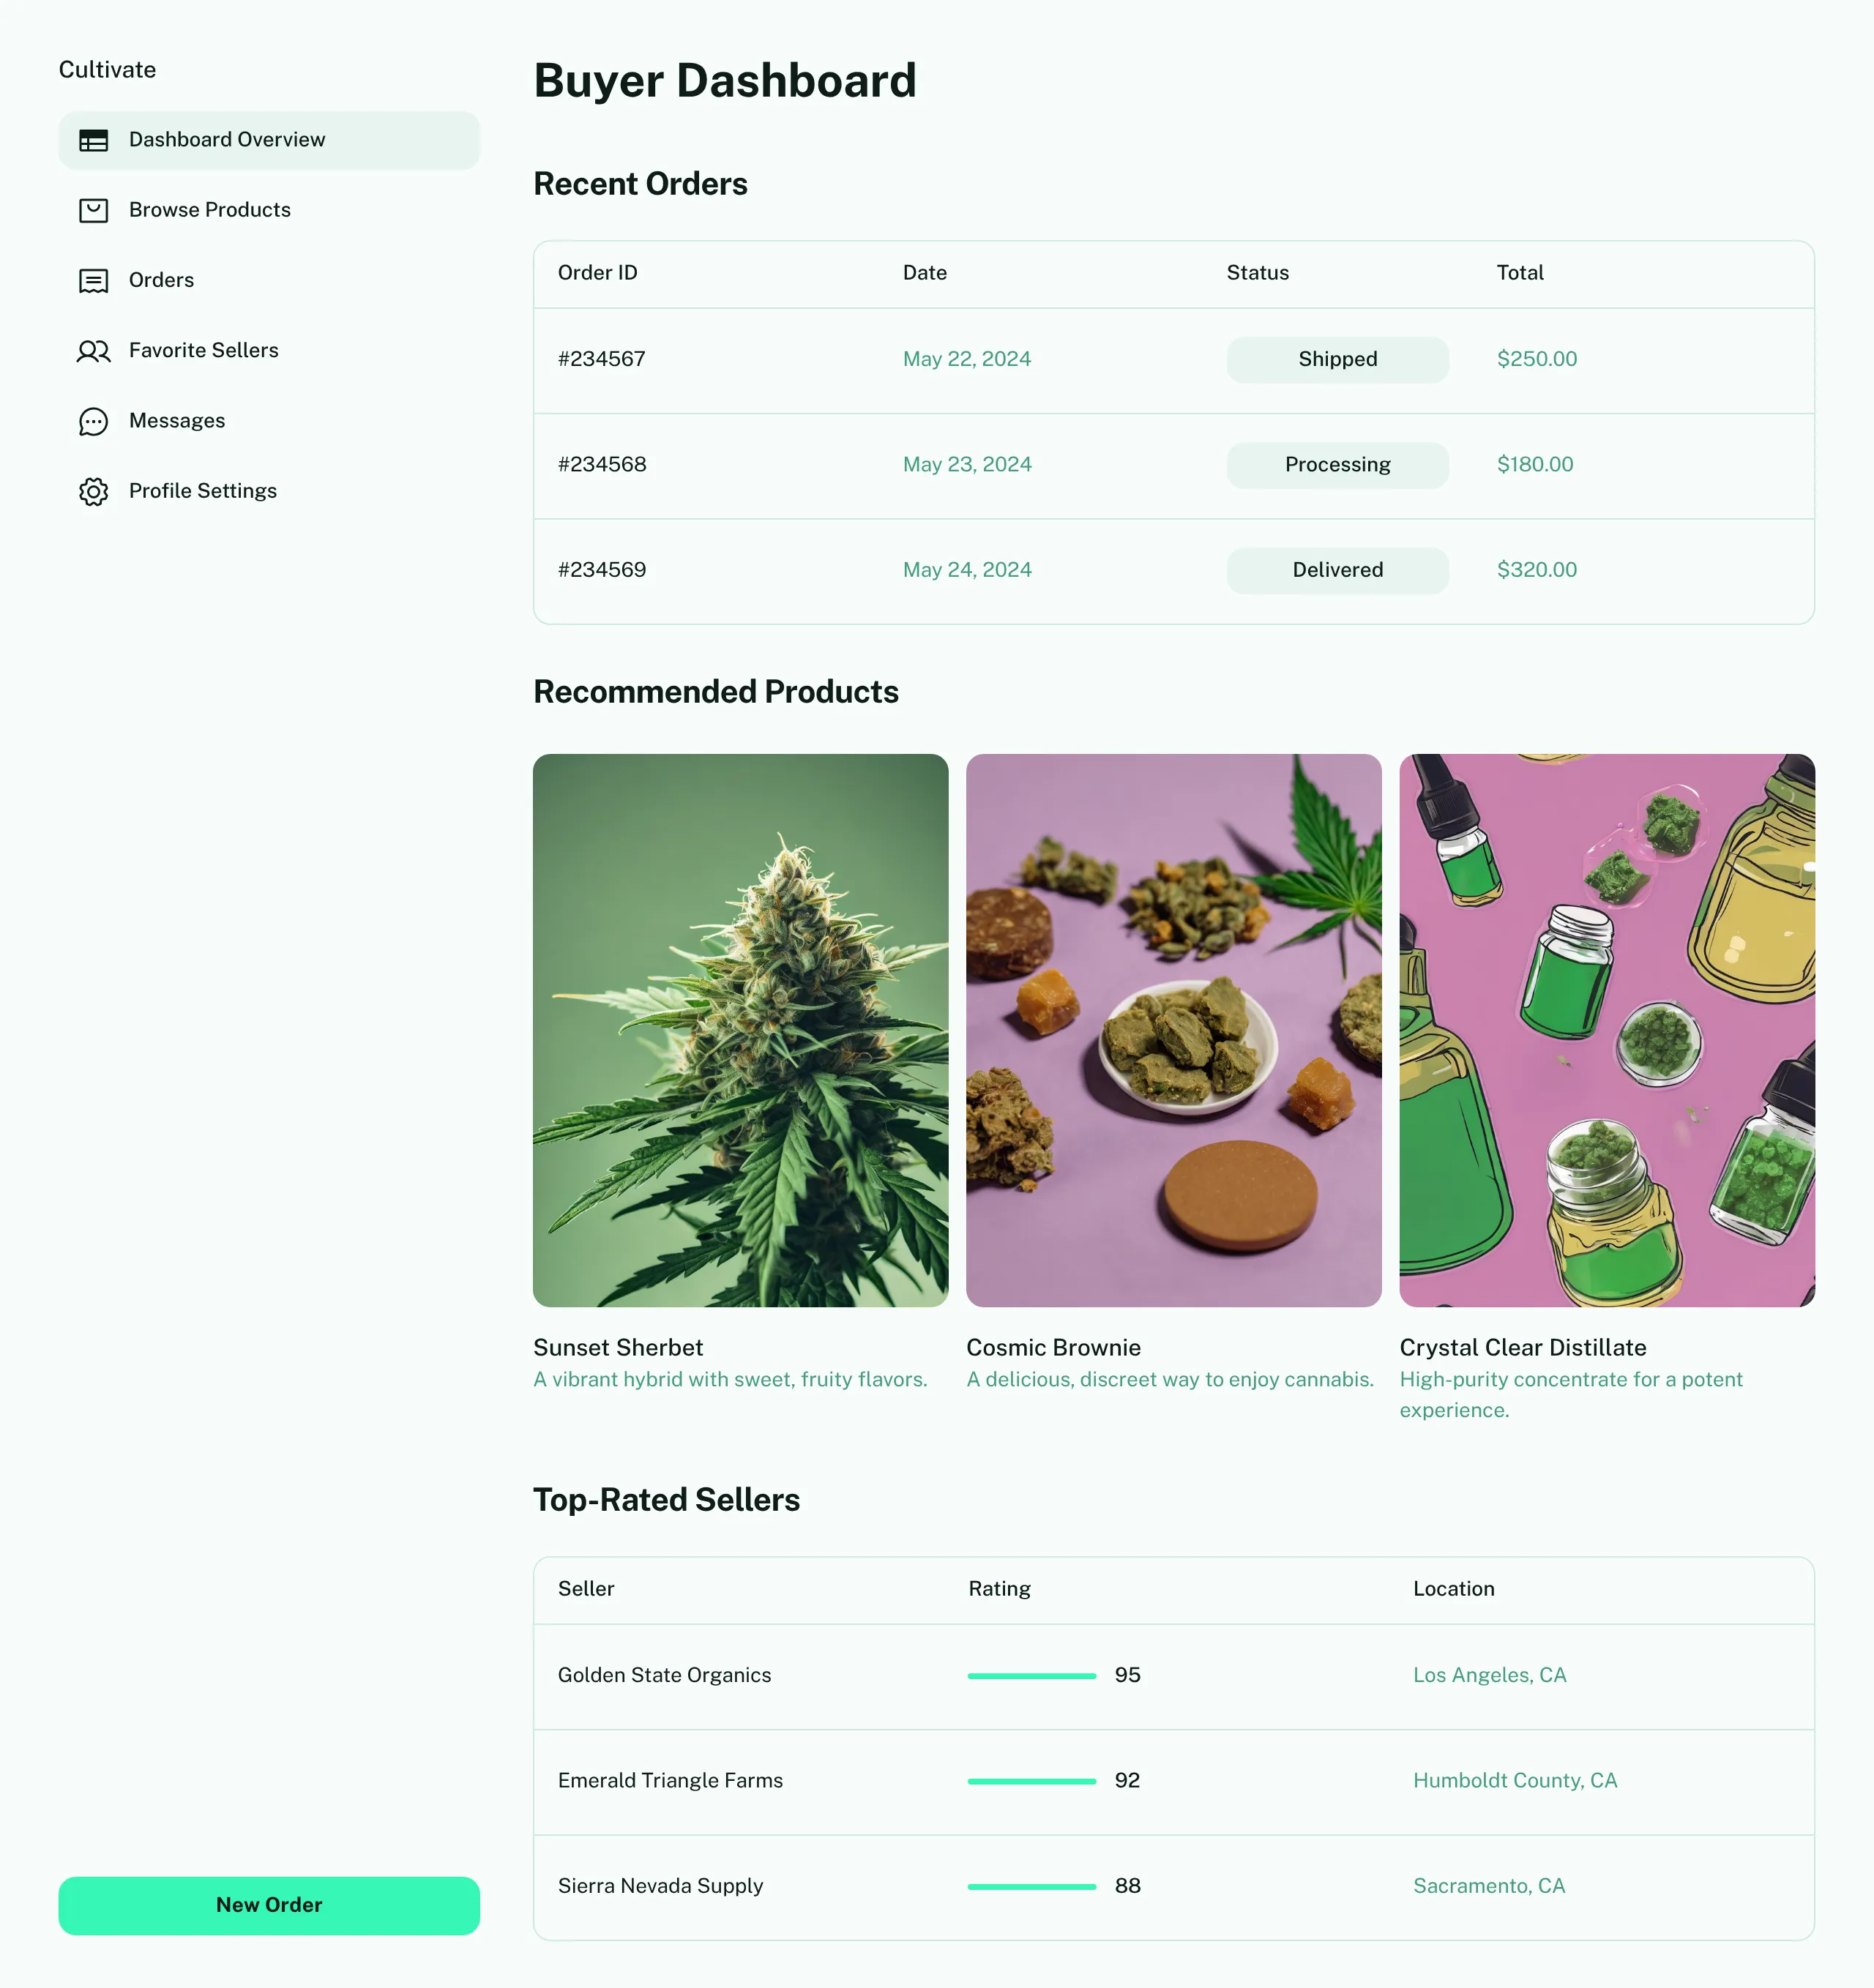 Cultivate
Dashboard Overview
Browse Products
Orders
Favorite Sellers
Messages
Profile Settings
New Order
Buyer Dashboard
Recent Orders
Order ID Date Status Total
#234567 May 22, 2024 Shipped $250.00
#234568 May 23, 2024 Processing $180.00
#234569 May 24, 2024 Delivered $320.00
Recommended Products
Sunset Sherbet
A vibrant hybrid with sweet, fruity flavors.
Cosmic Brownie
A delicious, discreet way to enjoy cannabis.
Crystal Clear Distillate
High-purity concentrate for a potent
experience.
Top-Rated Sellers
Seller Rating Location
Golden State Organics 95 Los Angeles, CA
Emerald Triangle Farms 92 Humboldt County, CA
Sierra Nevada Supply 88 Sacramento, CA